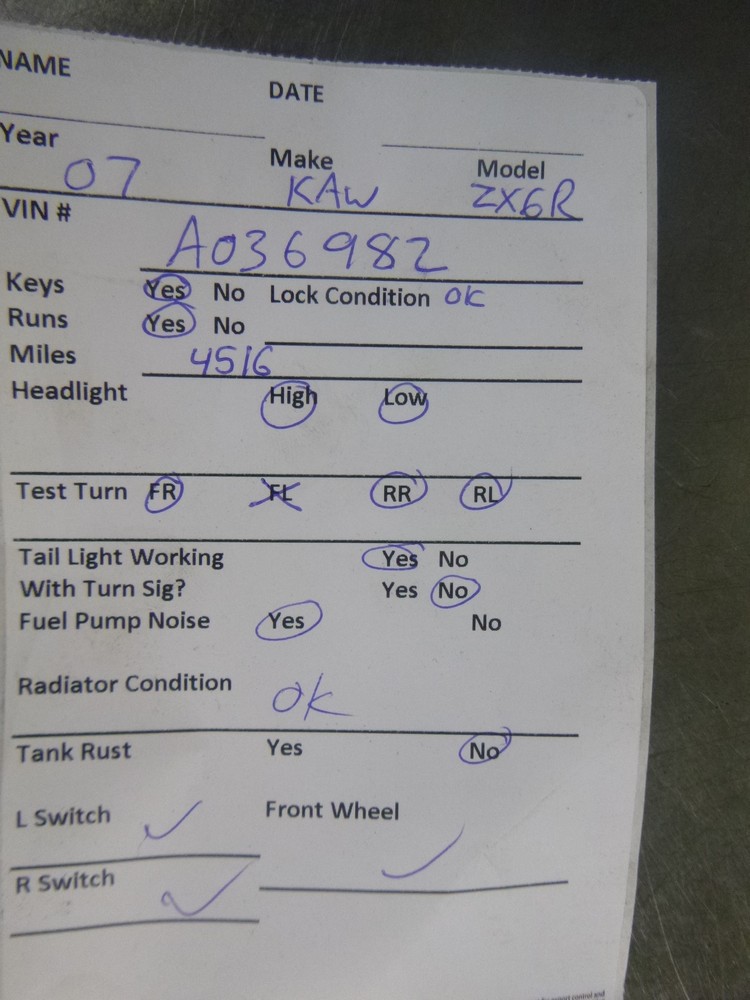 NAME DATE
Year 07 Make KAW Model ZX6R
VIN # A036982
Keys Yes No Lock Condition OK
Runs Yes No
Miles 4516
Headlight High Low
Test Turn FR FL RR RL
Tail Light Working Yes No
With Turn Sig? Yes No
Fuel Pump Noise Yes No
Radiator Condition OK
Tank Rust Yes No
L Switch ✓ Front Wheel ✓
R Switch ✓